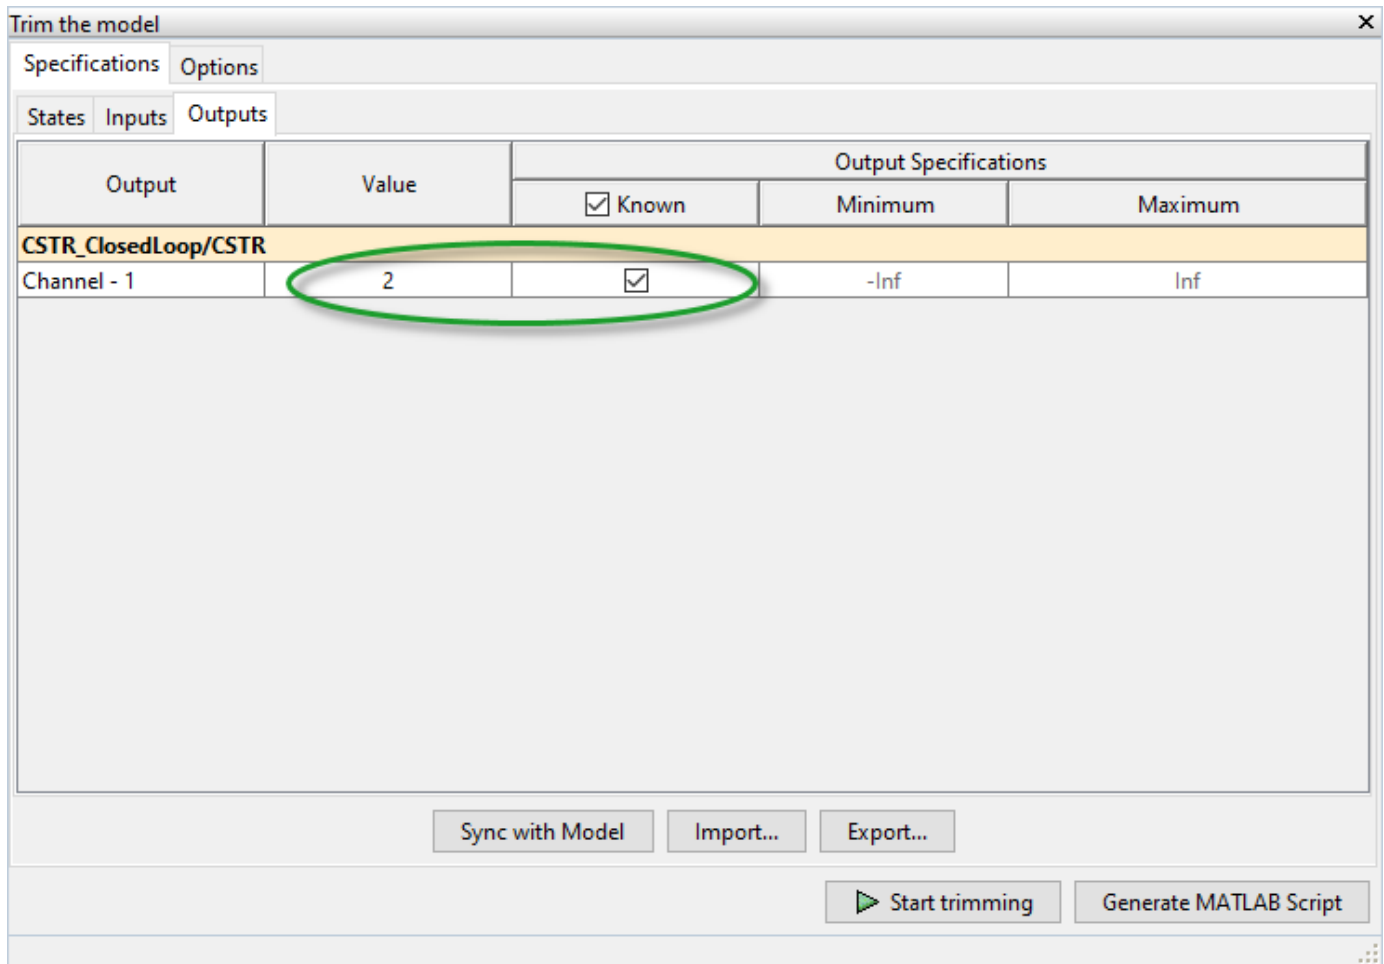 Trim the model
Specifications Options
States Inputs Outputs
Output Value Output Specifications
Known Minimum Maximum
CSTR_ClosedLoop/CSTR
Channel - 1 2 -Inf Inf
Sync with Model Import... Export...
Start trimming Generate MATLAB Script